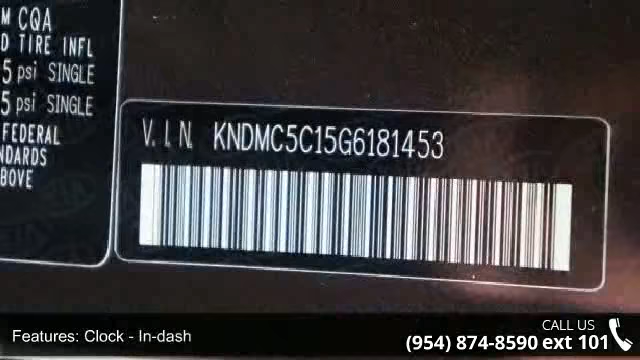 M CQA
D TIRE INFL
5 psi SINGLE
5 psi SINGLE
FEDERAL
NDARDS
BOVE
V.I.N. KNDMC5C15G6181453
Features: Clock - In-dash
CALL US
(954) 874-8590 ext 101